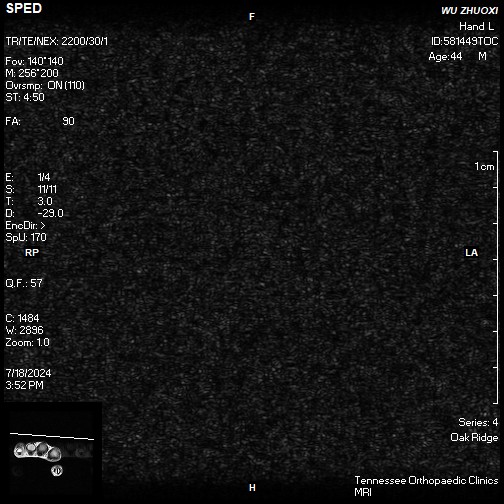 SPED
F
WU ZHUOXI
Hand L
TR/TE/NEX: 2200/30/1
ID:581449TOC
Age:44 M
Fov: 140*140
M: 256*200
Ovrsmp: ON (110)
ST: 4:50
FA: 90
1cm
E: 1/4
S: 11/11
T: 3.0
D: -29.0
EncDir: >
SpU: 170
RP
LA
Q.F.: 57
C: 1484
W: 2896
Zoom: 1.0
7/18/2024
3:52 PM
Series: 4
Oak Ridge
H
Tennessee Orthopaedic Clinics
MRI